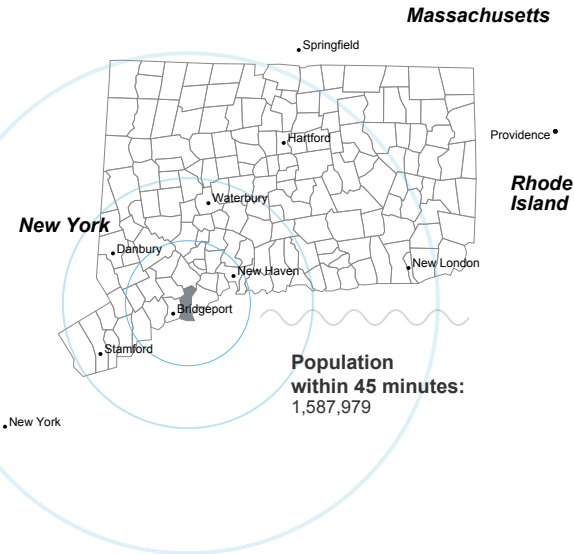 Massachusetts
Springfield
Hartford
Providence
Rhode
Island
Waterbury
New York
Danbury
New Haven
New London
Bridgeport
Stamford
Population
within 45 minutes:
1,587,979
New York